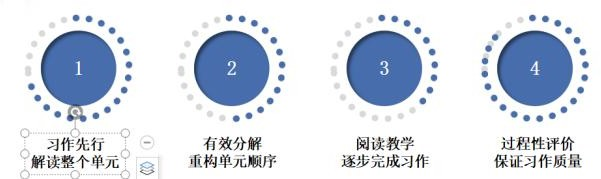 1
2
3
4
习作先行
解读整个单元
有效分解
重构单元顺序
阅读教学
逐步完成习作
过程性评价
保证习作质量